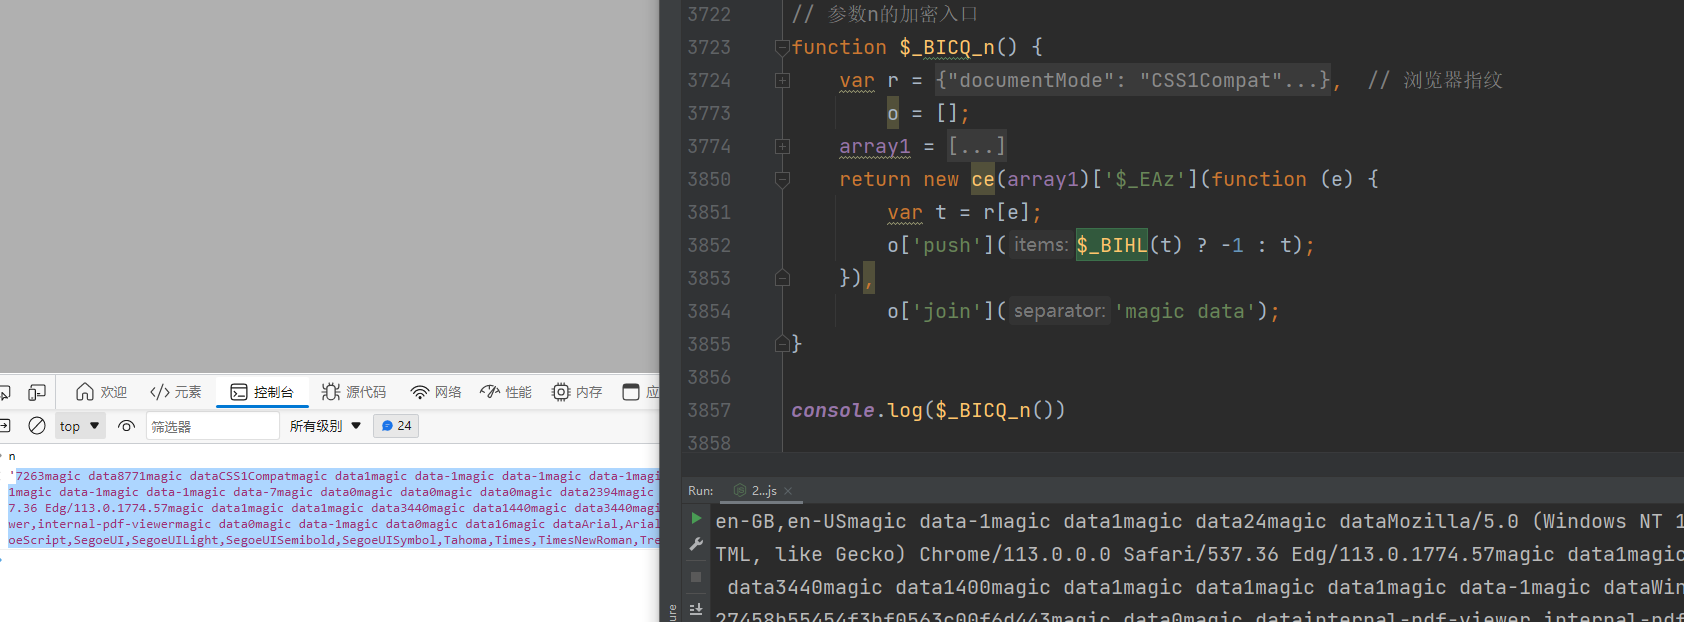 3722 // 参数n的加密入口
3723 function $_BICQ_n() {
3724 var r = {"documentMode": "CSS1Compat"...}, // 浏览器指纹
3773 o = [];
3774 array1 = [...]
3850 return new ce(array1)['$_EAz'](function (e) {
3851 var t = r[e];
3852 o['push']( items: $_BIHL(t) ? -1 : t);
3853 }),
3854 o['join']( separator: 'magic data');
3855 }
3856
3857 console.log($_BICQ_n())
3858
欢迎 </> 元素 控制台 源代码 网络 性能 内存 应
top 筛选器 所有级别 24
n
'7263magic data8771magic dataCSS1Compatmagic data1magic data-1magic data-1magic data-1magi
1magic data-1magic data-1magic data-7magic data0magic data0magic data0magic data2394magic
7.36 Edg/113.0.1774.57magic data1magic data1magic data3440magic data1440magic data3440magi
wer,internal-pdf-viewermagic data0magic data-1magic data0magic data16magic dataArial,Arial
oeScript,SegoeUI,SegoeUILight,SegoeUISemibold,SegoeUISymbol,Tahoma,Times,TimesNewRoman,Tre
Run: 2...js
en-GB,en-USmagic data-1magic data1magic data24magic dataMozilla/5.0 (Windows NT 1
TML, like Gecko) Chrome/113.0.0.0 Safari/537.36 Edg/113.0.1774.57magic data1magic
data3440magic data1400magic data1magic data1magic data1magic data-1magic dataWin
27458b55454f3bf0563c00f6d443magic data0magic datainternal-pdf-viewer,internal-pdf
ure